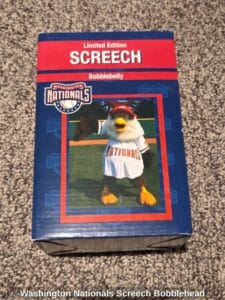 Limited Edition
SCREECH
Bobblebelly
WASHINGTON
NATIONALS
NATIONALS
Washington Nationals Screech Bobblehead